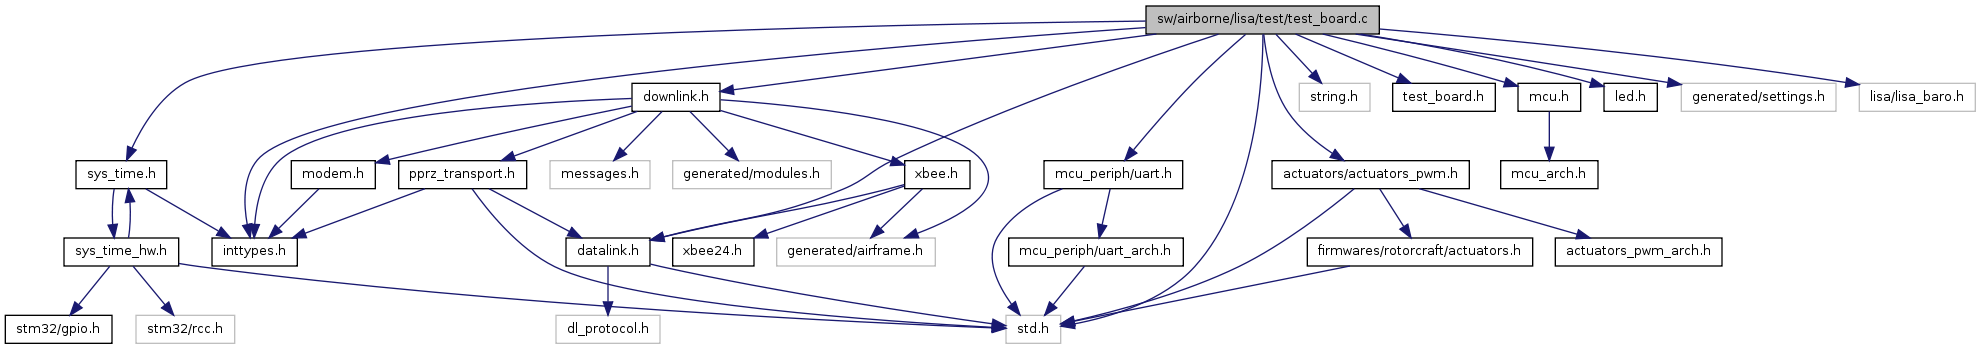 sw/airborne/lisa/test/test_board.c
downlink.h
string.h
test_board.h
mcu.h
led.h
generated/settings.h
lisa/lisa_baro.h
sys_time.h
modem.h
pprz_transport.h
messages.h
generated/modules.h
xbee.h
mcu_periph/uart.h
actuators/actuators_pwm.h
mcu_arch.h
sys_time_hw.h
inttypes.h
datalink.h
xbee24.h
generated/airframe.h
mcu_periph/uart_arch.h
firmwares/rotorcraft/actuators.h
actuators_pwm_arch.h
stm32/gpio.h
stm32/rcc.h
dl_protocol.h
std.h